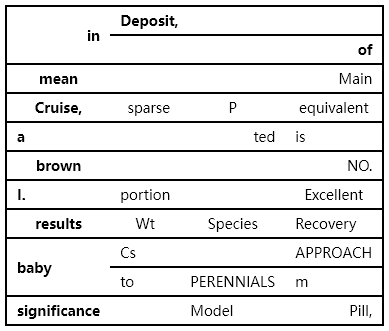 in Deposit,
of
mean Main
Cruise, sparse P equivalent
a ted is
brown NO.
I. portion Excellent
results Wt Species Recovery
baby Cs APPROACH
to PERENNIALS m
significance Model Pill,